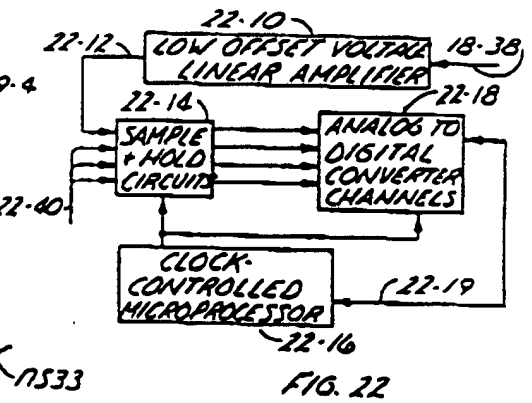 22-10
22-12
LOW OFFSET VOLTAGE
LINEAR AMPLIFIER
18-38
9-4
22-14
22-18
SAMPLE
+ HOLD
CIRCUITS
ANALOG TO
DIGITAL
CONVERTER
CHANNELS
22-40
CLOCK-
CONTROLLED
MICROPROCESSOR
22-19
22-16
ns33
FIG. 22